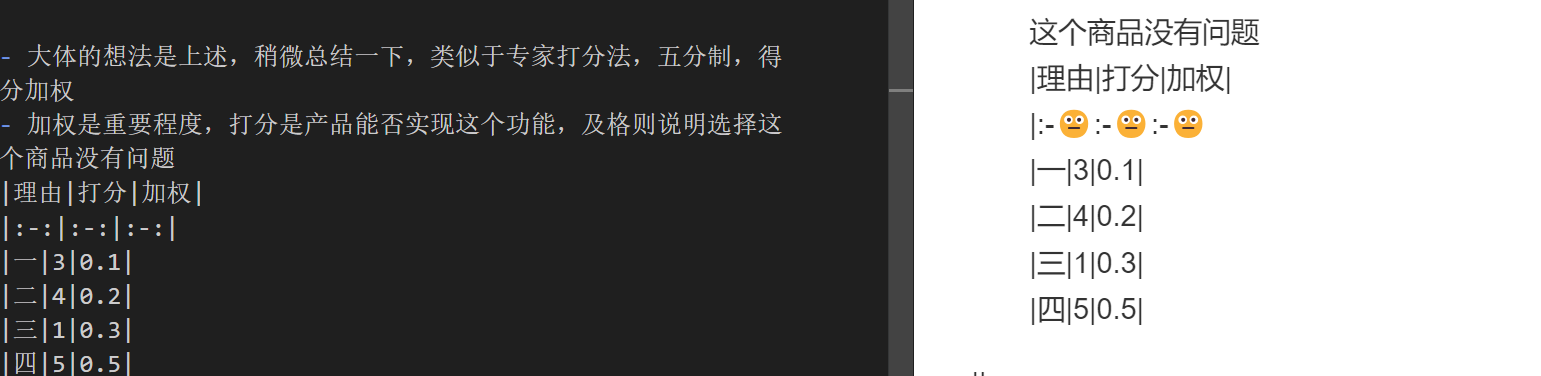 - 大体的想法是上述，稍微总结一下，类似于专家打分法，五分制，得
分加权
- 加权是重要程度，打分是产品能否实现这个功能，及格则说明选择这
个商品没有问题
|理由|打分|加权|
|:-:|:-:|:-:|
|一|3|0.1|
|二|4|0.2|
|三|1|0.3|
|四|5|0.5|
这个商品没有问题
|理由|打分|加权|
|:-😐:-😐:-😐
|一|3|0.1|
|二|4|0.2|
|三|1|0.3|
|四|5|0.5|